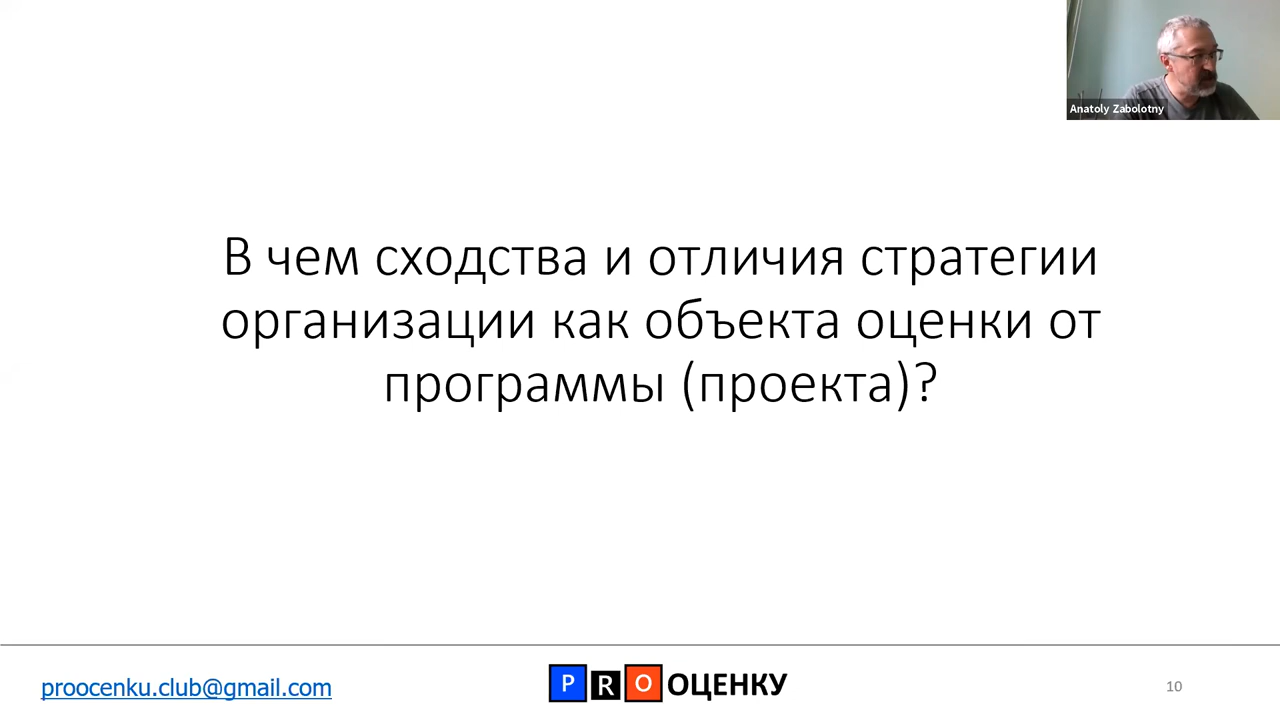 Anatoly Zabolotny
В чем сходства и отличия стратегии
организации как объекта оценки от
программы (проекта)?
proocenku.club@gmail.com
PRO ОЦЕНКУ
10